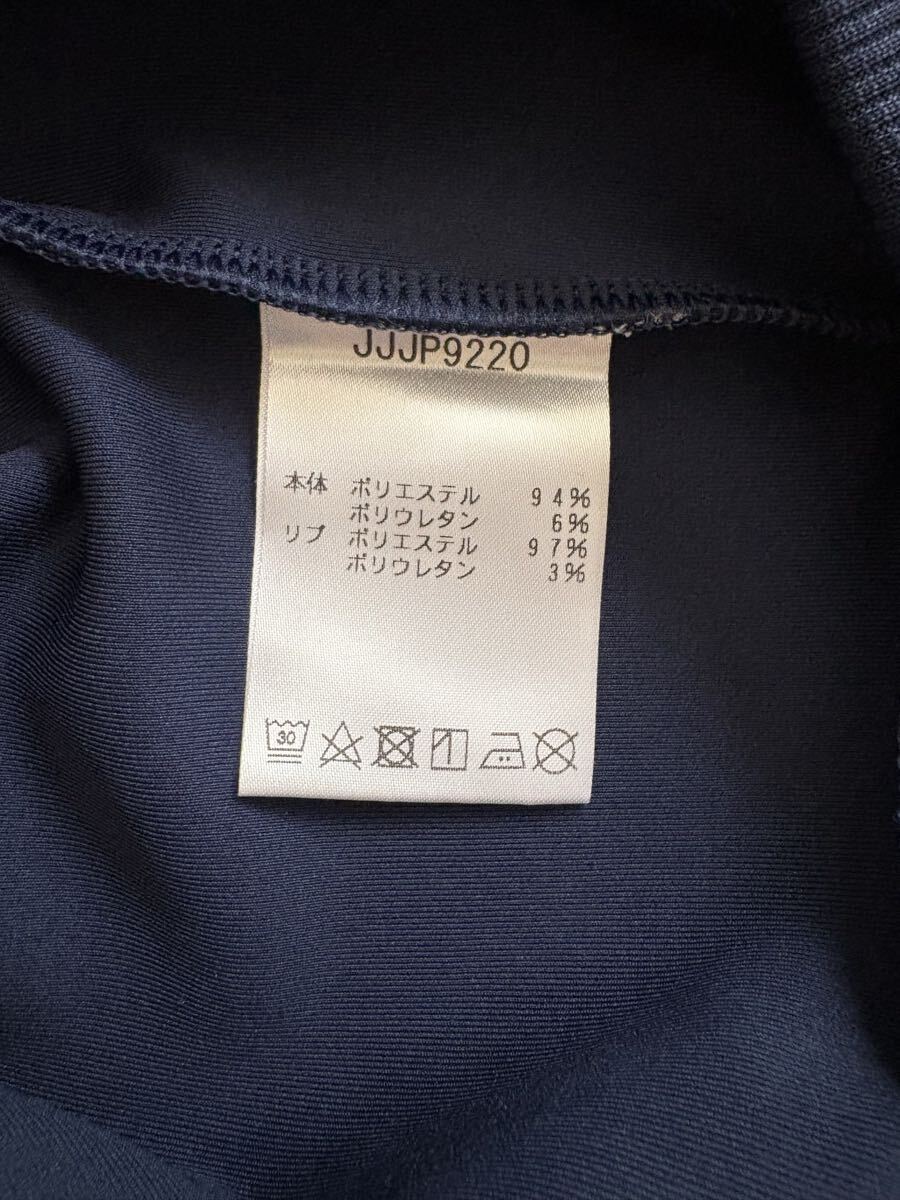 JJJP9220
本体 ポリエステル 94%
ポリウレタン 6%
リブ ポリエステル 97%
ポリウレタン 3%
30